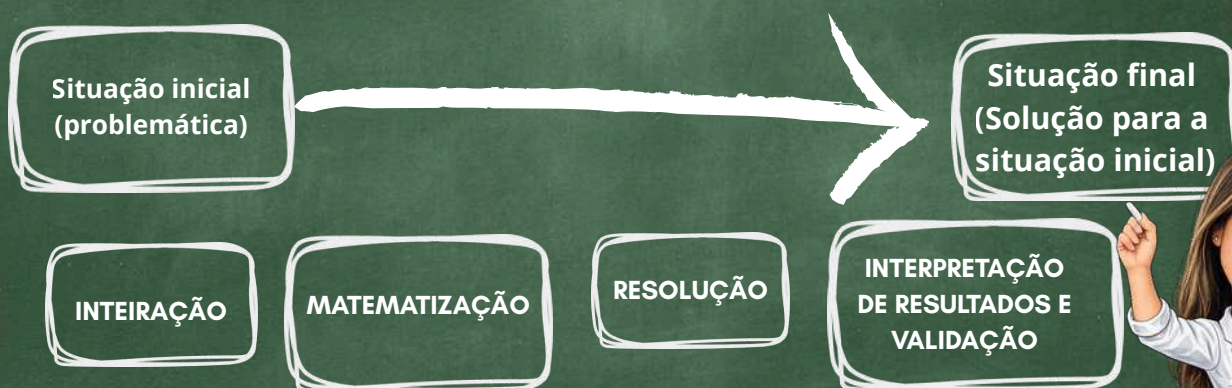 Situação inicial
(problemática)
Situação final
(Solução para a
situação inicial)
INTEIRAÇÃO
MATEMATIZAÇÃO
RESOLUÇÃO
INTERPRETAÇÃO
DE RESULTADOS E
VALIDAÇÃO